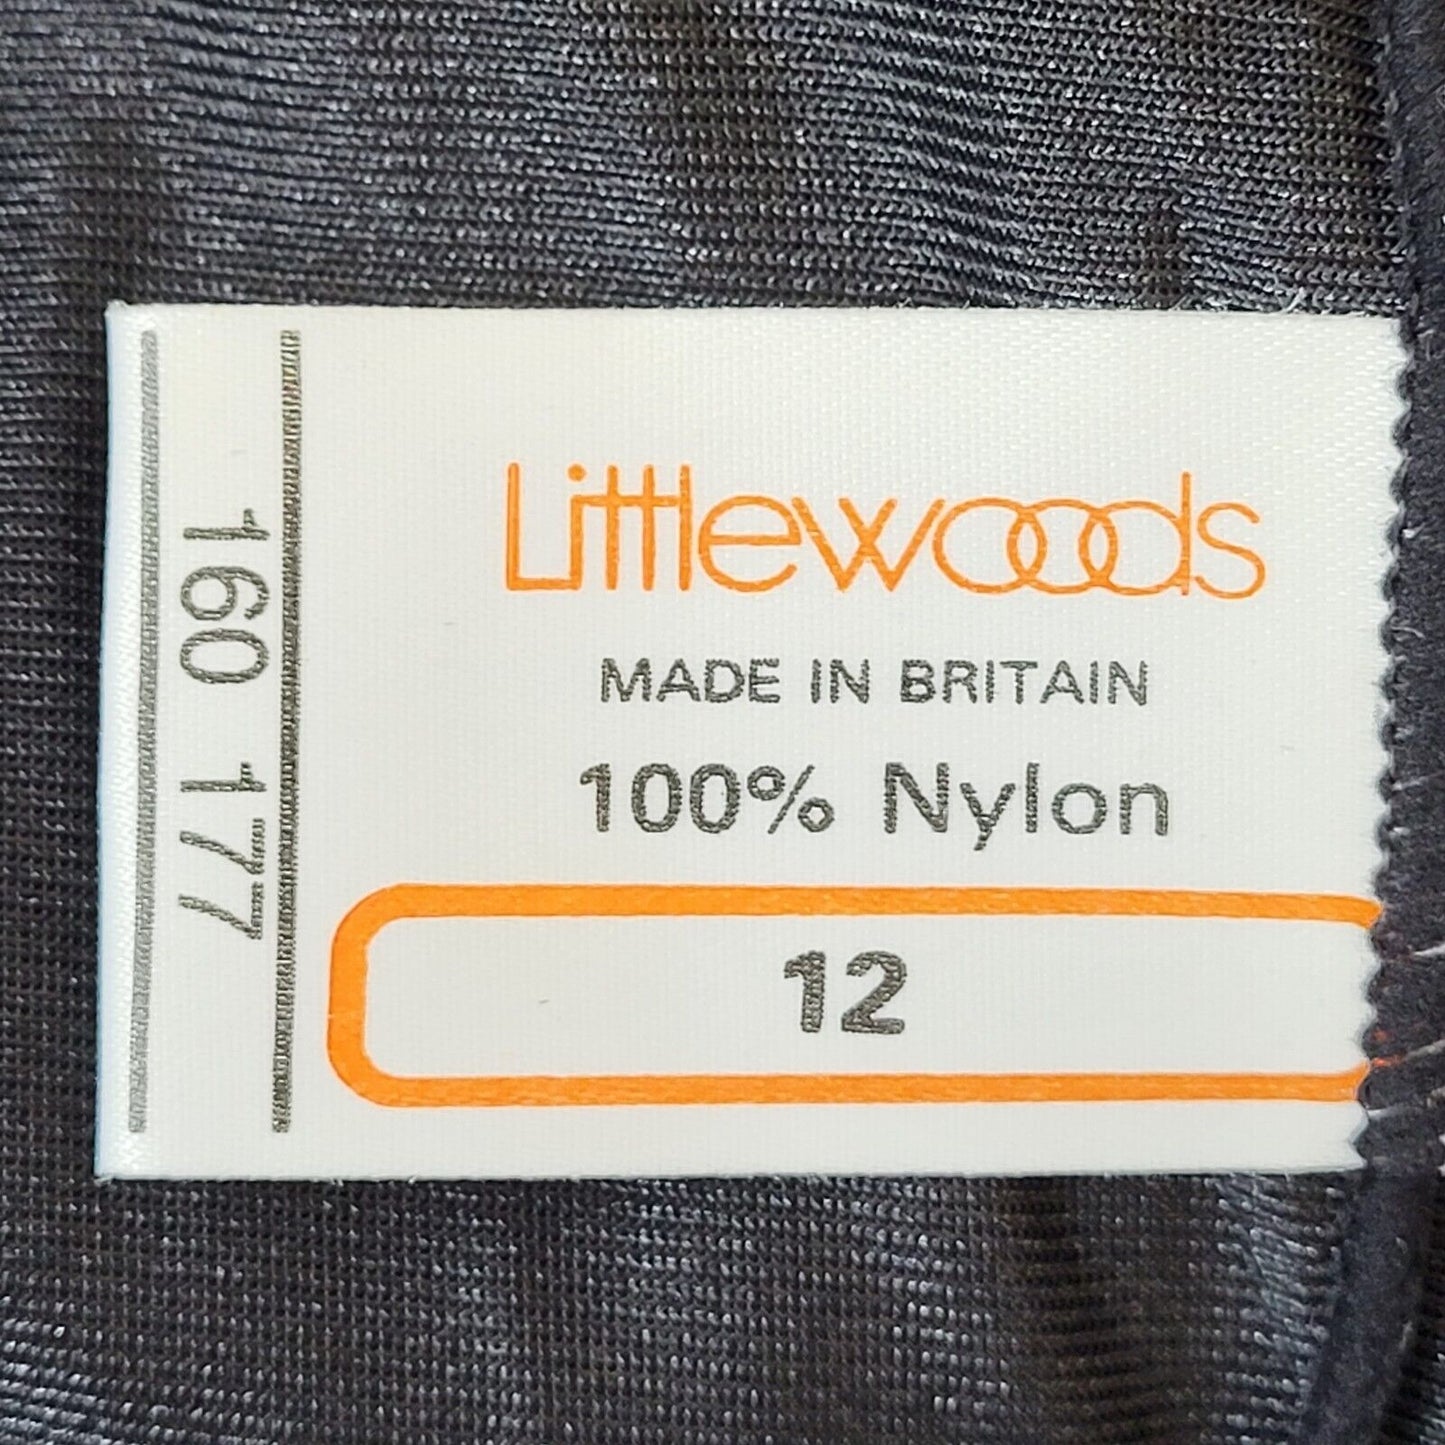 Littlewoods
MADE IN BRITAIN
100% Nylon
12
160 177